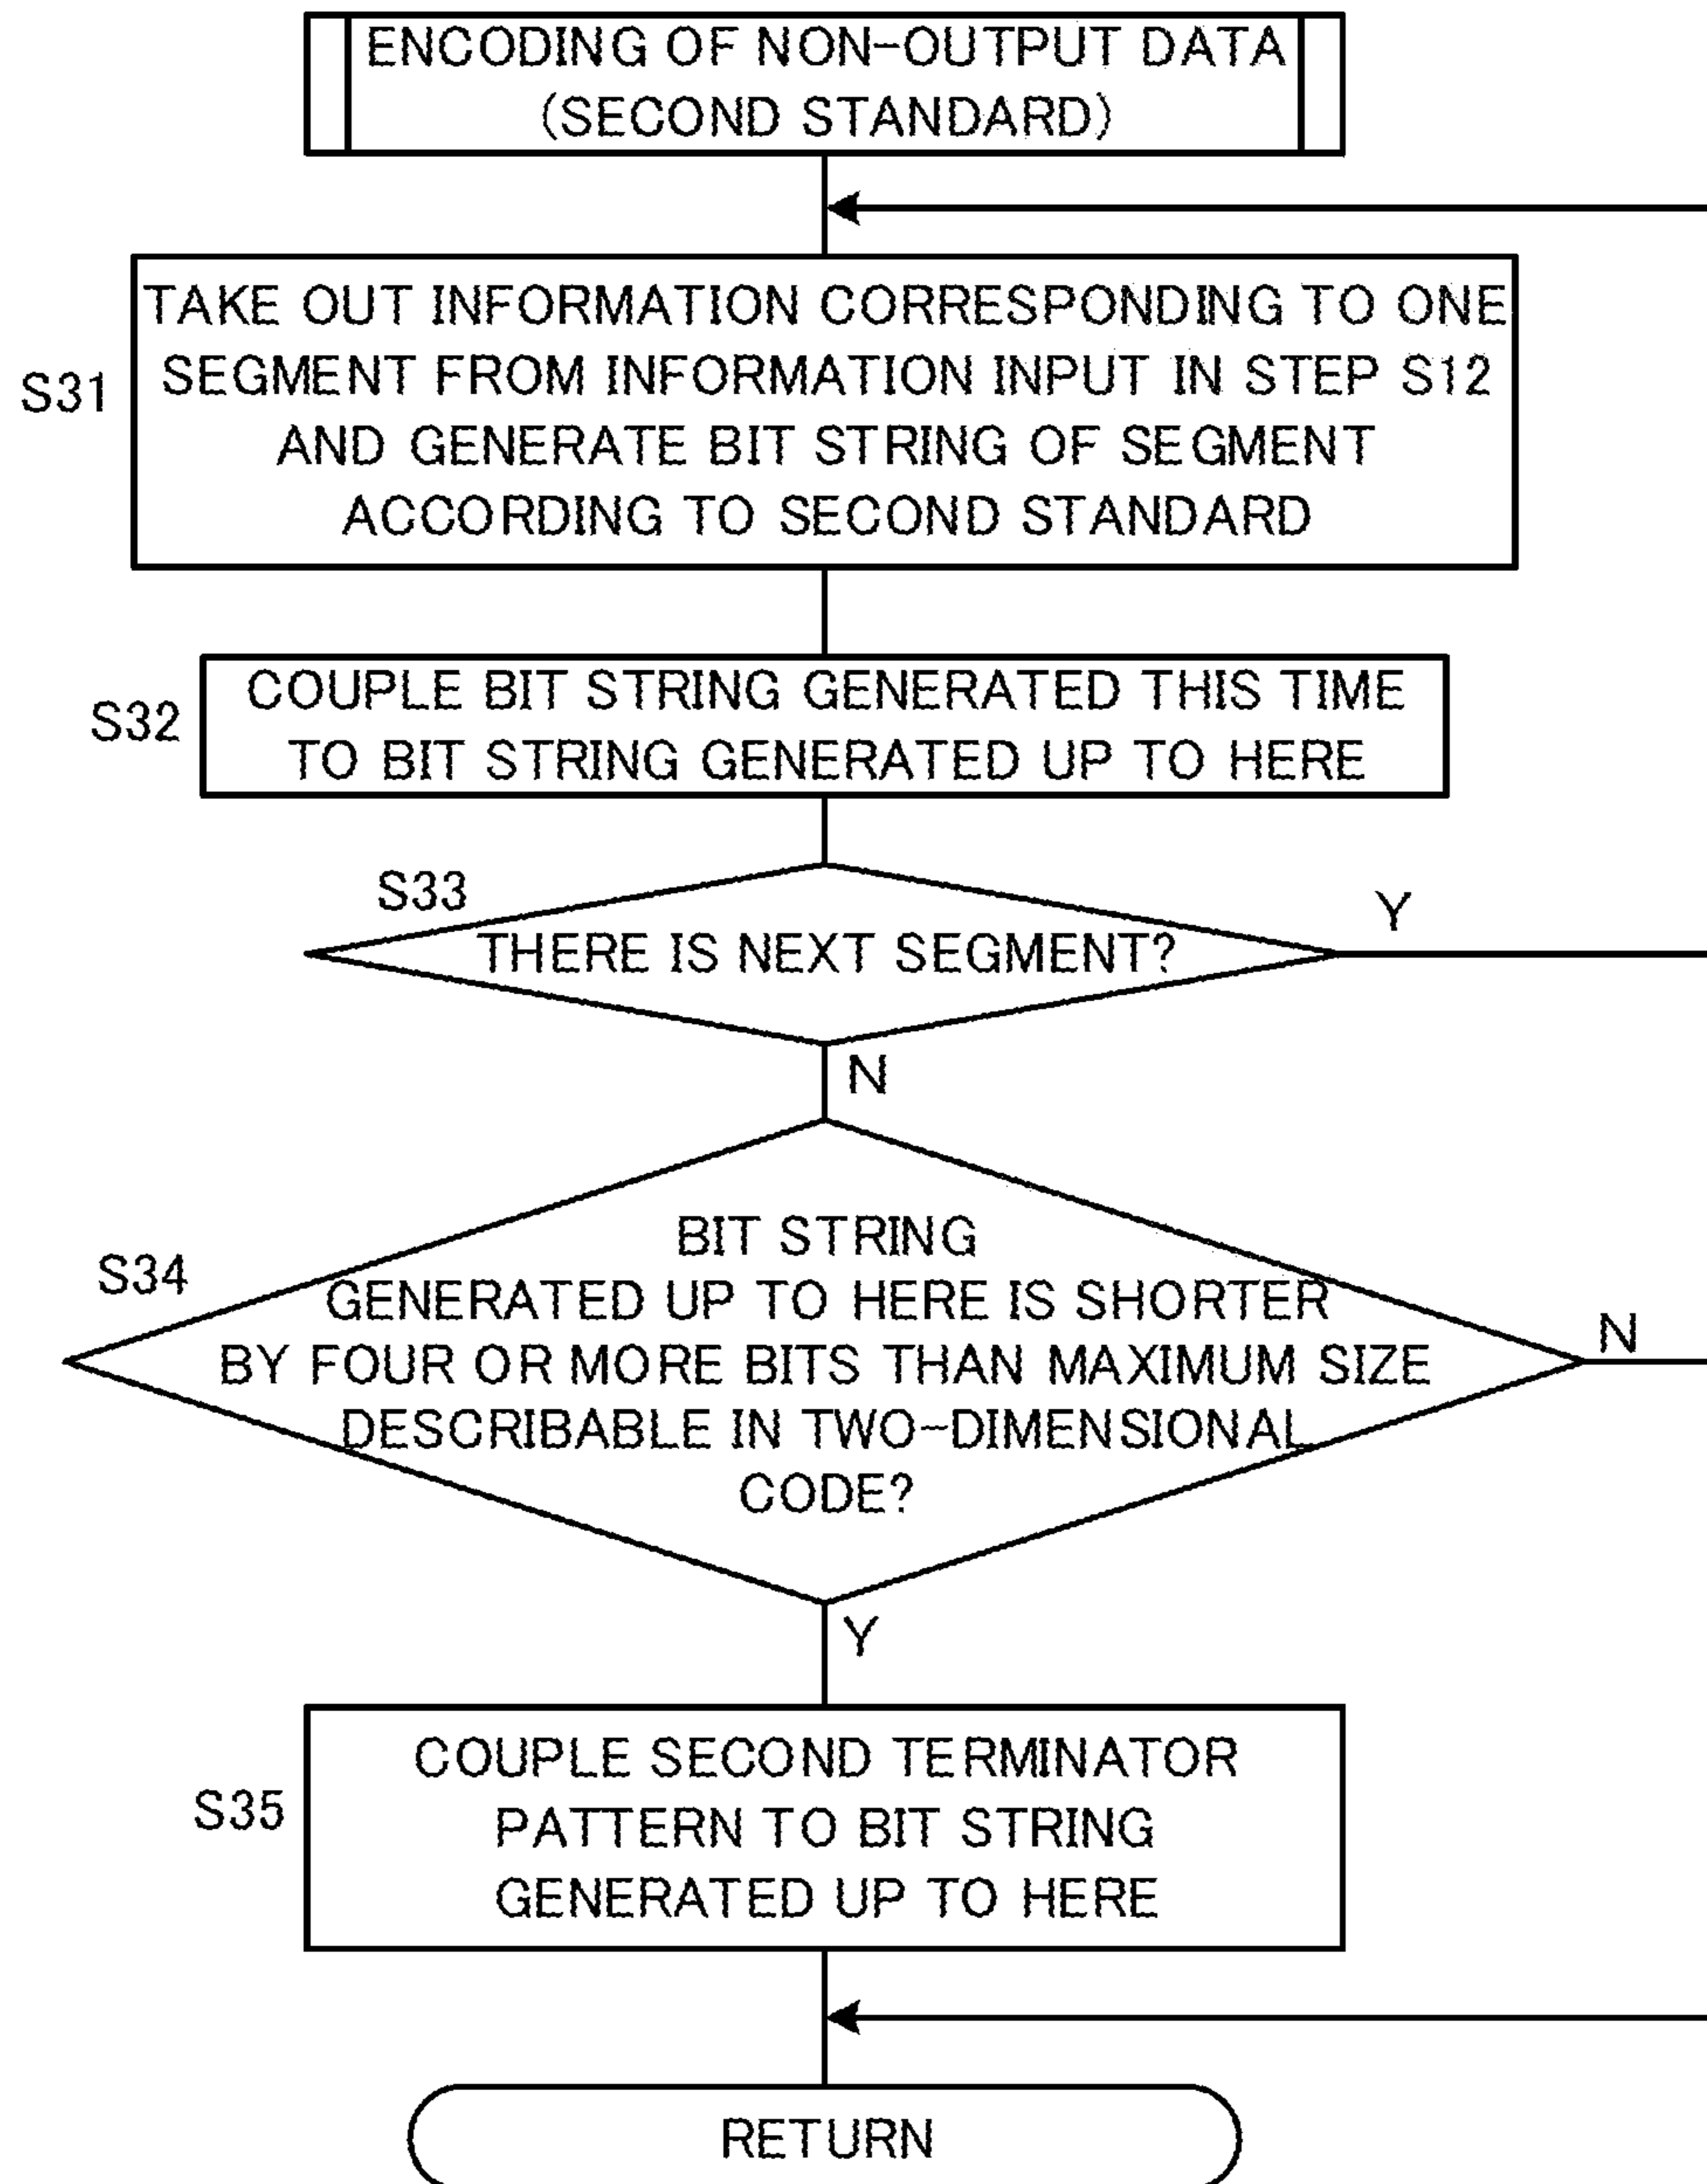 ENCODING OF NON-OUTPUT DATA
(SECOND STANDARD)
S31
TAKE OUT INFORMATION CORRESPONDING TO ONE
SEGMENT FROM INFORMATION INPUT IN STEP S12
AND GENERATE BIT STRING OF SEGMENT
ACCORDING TO SECOND STANDARD
S32
COUPLE BIT STRING GENERATED THIS TIME
TO BIT STRING GENERATED UP TO HERE
S33
THERE IS NEXT SEGMENT?
Y
N
S34
BIT STRING
GENERATED UP TO HERE IS SHORTER
BY FOUR OR MORE BITS THAN MAXIMUM SIZE
DESCRIBABLE IN TWO-DIMENSIONAL
CODE?
N
Y
S35
COUPLE SECOND TERMINATOR
PATTERN TO BIT STRING
GENERATED UP TO HERE
RETURN